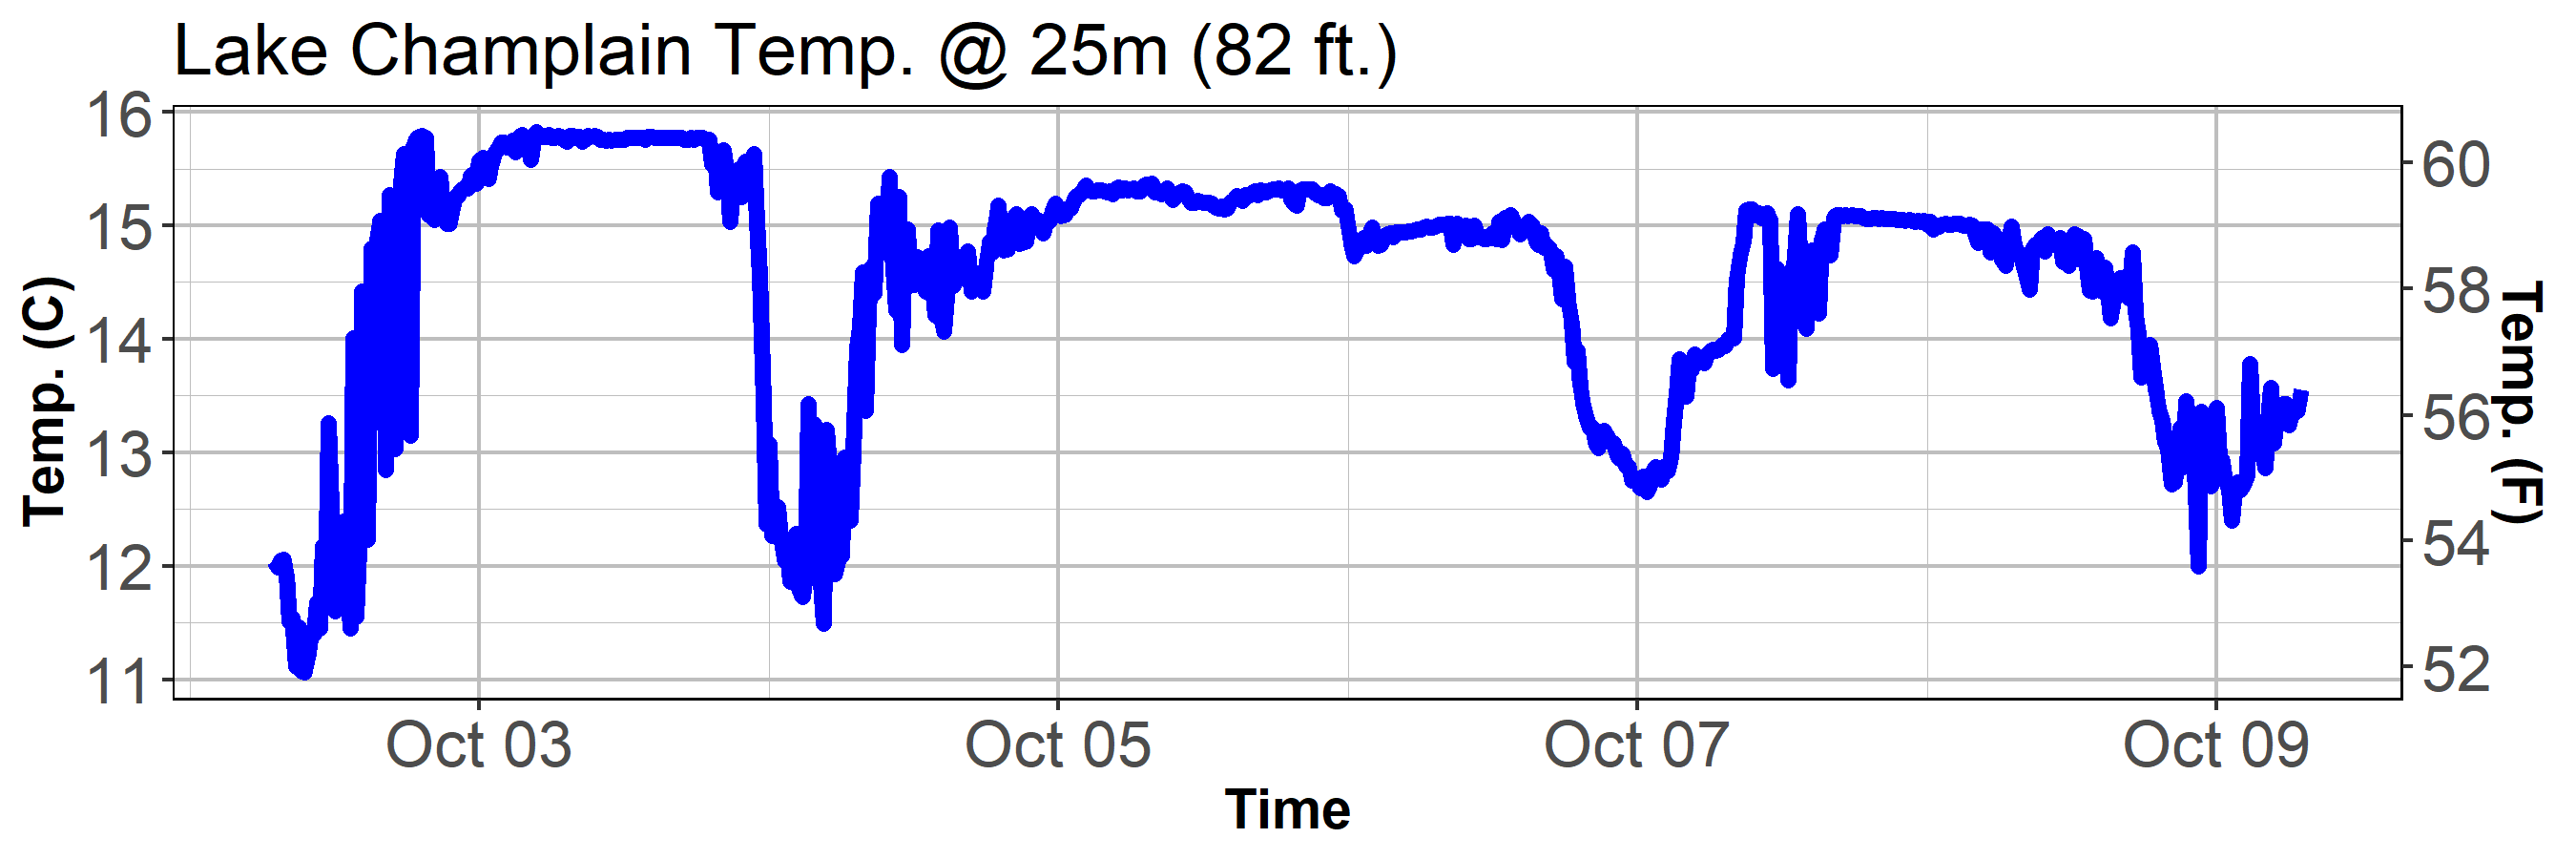 Lake Champlain Temp. @ 25m (82 ft.)
Temp. (C)
16
15
14
13
12
11
60
58
56
54
52
Temp. (F)
Oct 03 Oct 05 Oct 07 Oct 09
Time